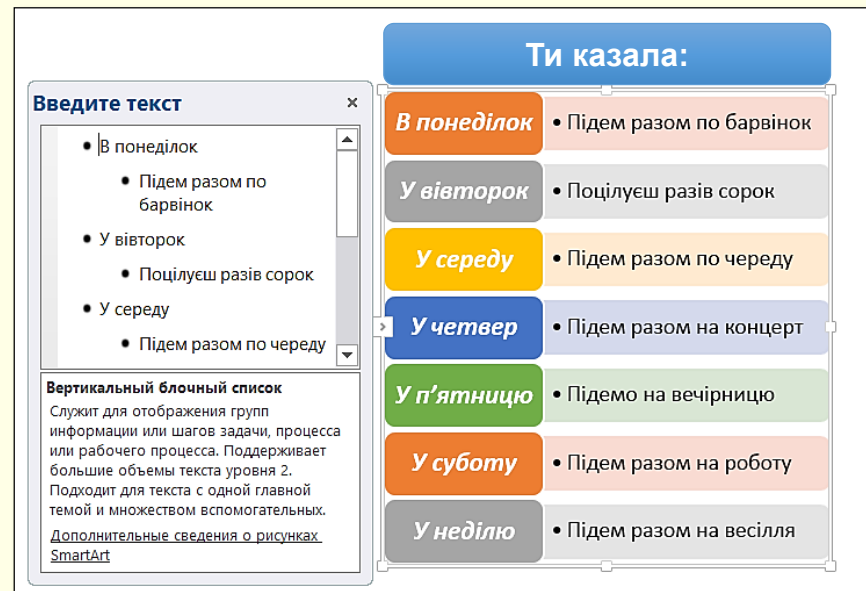 Ти казала:
Введите текст
• В понеділок
• Підем разом по
барвінок
• У вівторок
• Поцілуєш разів сорок
• У середу
• Підем разом по череду
Вертикальный блочный список
Служит для отображения групп
информации или шагов задачи, процесса
или рабочего процесса. Поддерживает
большие объемы текста уровня 2.
Подходит для текста с одной главной
темой и множеством вспомогательных.
Дополнительные сведения о рисунках
SmartArt
В понеділок • Підем разом по барвінок
У вівторок • Поцілуєш разів сорок
У середу • Підем разом по череду
У четвер • Підем разом на концерт
У п’ятницю • Підемо на вечірницю
У суботу • Підем разом на роботу
У неділю • Підем разом на весілля